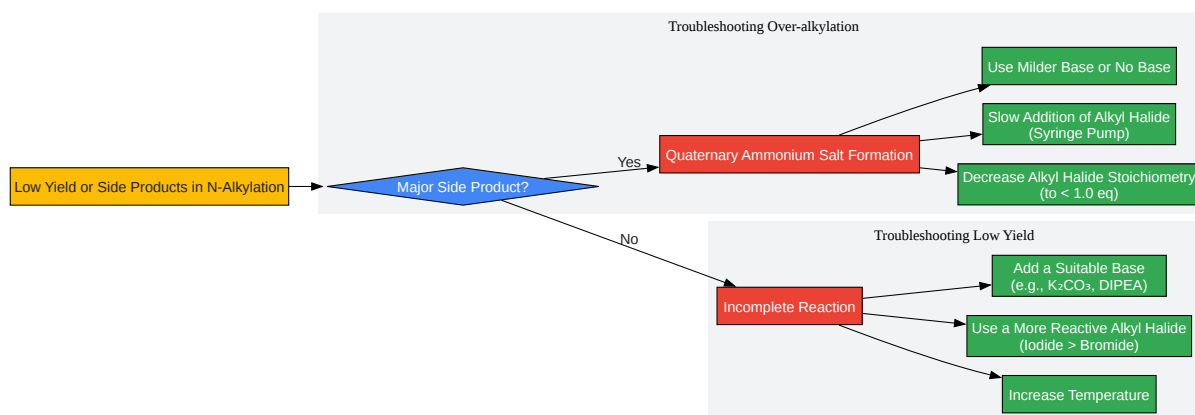 Troubleshooting Over-alkylation
Use Milder Base or No Base
Slow Addition of Alkyl Halide
(Syringe Pump)
Yes
Quaternary Ammonium Salt Formation
Low Yield or Side Products in N-Alkylation
Major Side Product?
Decrease Alkyl Halide Stoichiometry
(to < 1.0 eq)
No
Troubleshooting Low Yield
Add a Suitable Base
(e.g., K₂CO₃, DIPEA)
Incomplete Reaction
Use a More Reactive Alkyl Halide
(Iodide > Bromide)
Increase Temperature